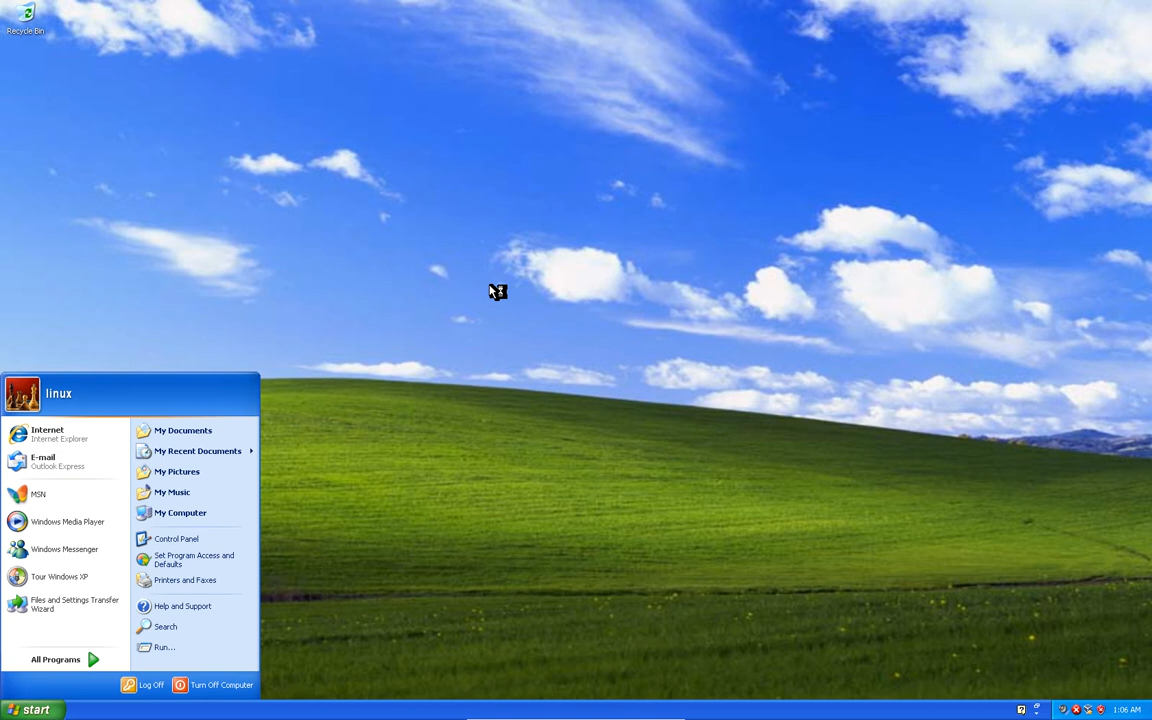 Recycle Bin
linux
Internet
Internet Explorer
E-mail
Outlook Express
MSN
Windows Media Player
Windows Messenger
Tour Windows XP
Files and Settings Transfer
Wizard
All Programs
My Documents
My Recent Documents
My Pictures
My Music
My Computer
Control Panel
Set Program Access and
Defaults
Printers and Faxes
Help and Support
Search
Run...
Log Off
Turn Off Computer
start
1:06 AM